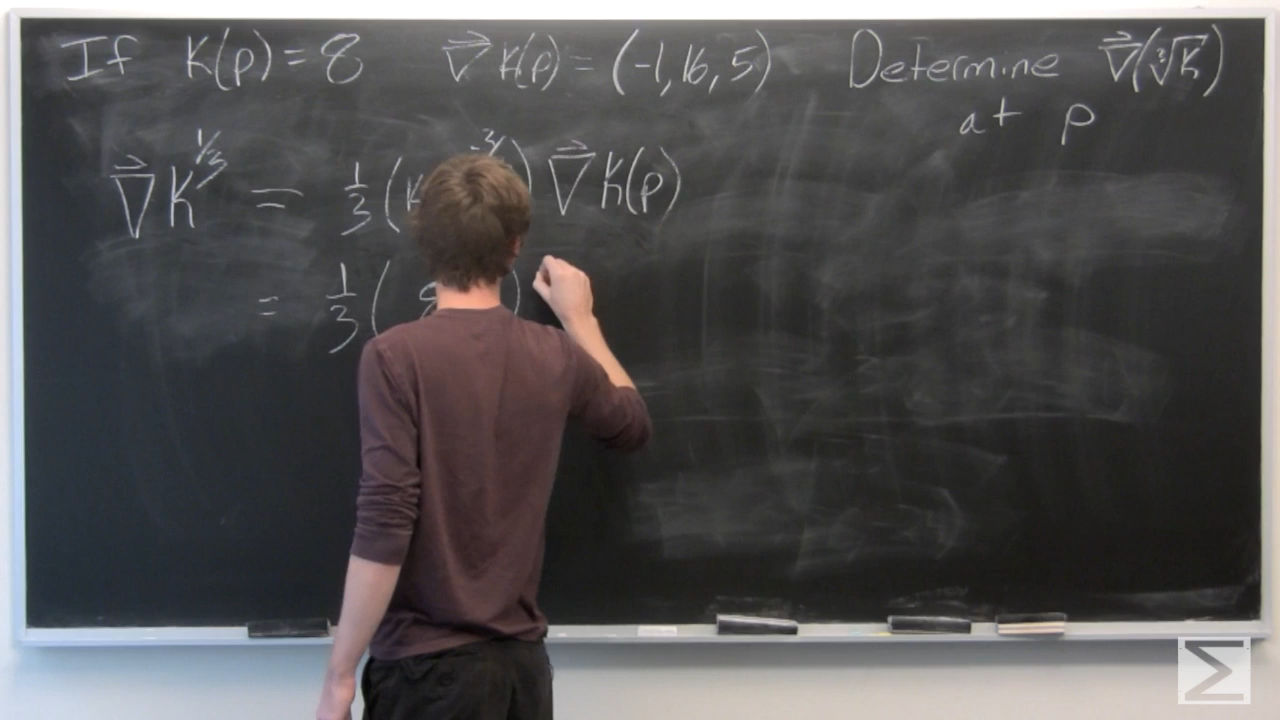 If K(p)=8 ∇⃗K(p)=(-1,16,5) Determine ∇⃗(∛K)
at p
∇⃗K^1/3 = 1/3(K ) ∇⃗K(p)
= 1/3( )
Σ